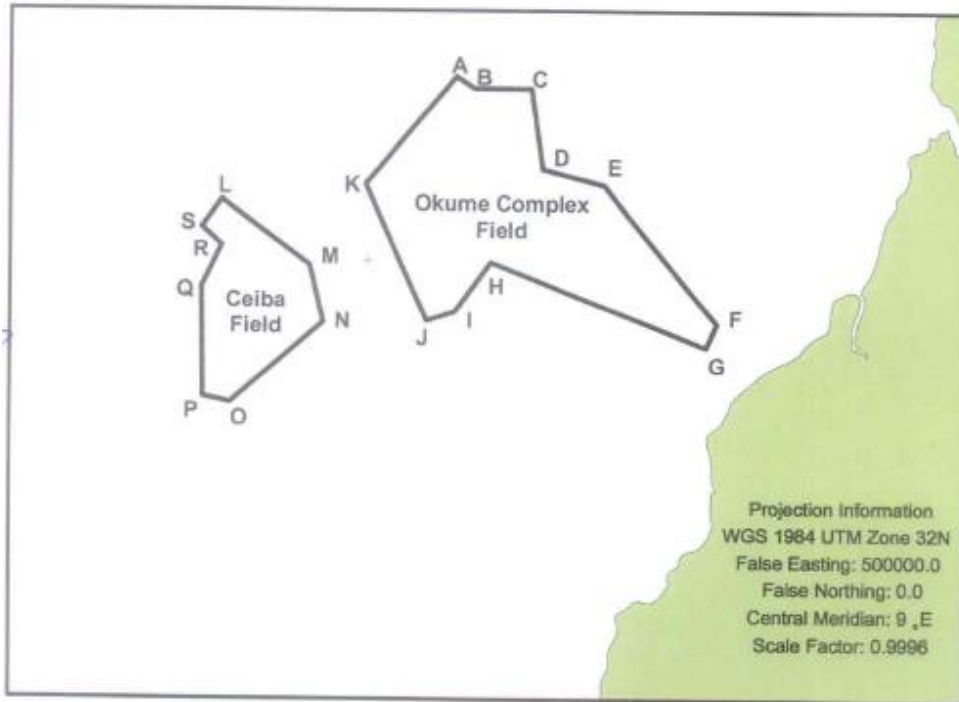 A
B
C
D
E
K
Okume Complex
Field
L
S
R
M
H
Q
Ceiba
Field
N
J
I
F
G
P
O
Projection Information
WGS 1984 UTM Zone 32N
False Easting: 500000.0
False Northing: 0.0
Central Meridian: 9 ｡E
Scale Factor: 0.9996